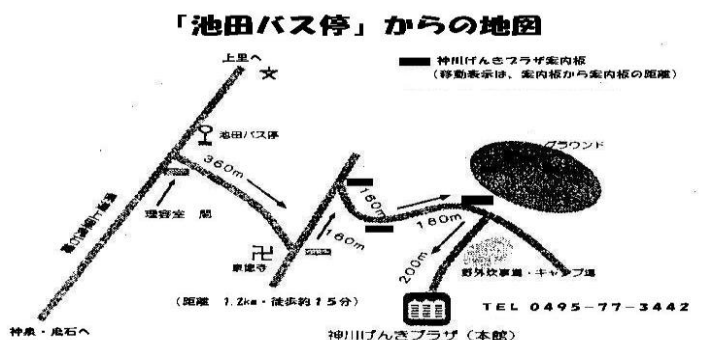 「池田バス停」からの地図
上里へ
神川げんきプラザ案内板
(移動表示は、案内板から案内板の距離)
池田バス停
グラウンド
360m
160m
理容室
160m
180m
200m
野外炊事場・キャンプ場
(距離 1.2km・徒歩約15分)
TEL 0495-77-3442
神泉・鬼石へ
神川げんきプラザ(本館)